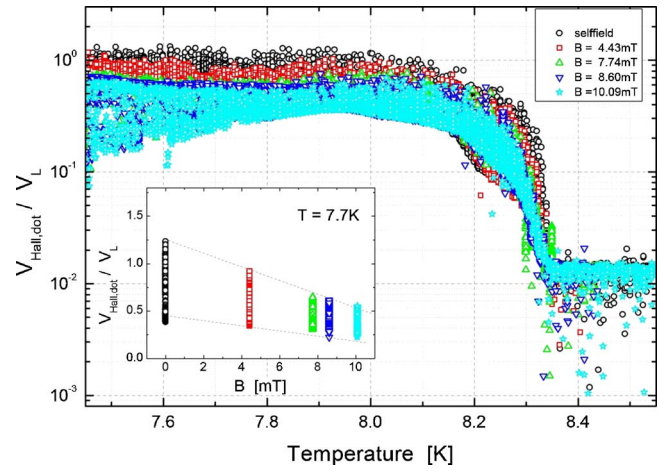 selffield
B = 4.43mT
B = 7.74mT
B = 8.60mT
B =10.09mT
10⁰
10⁻¹
10⁻²
10⁻³
V_Hall,dot / V_L
7.6
7.8
8.0
8.2
8.4
Temperature [K]
T = 7.7K
1.5
1.0
0.5
0.0
V_Hall,dot / V_L
0
2
4
6
8
10
B [mT]